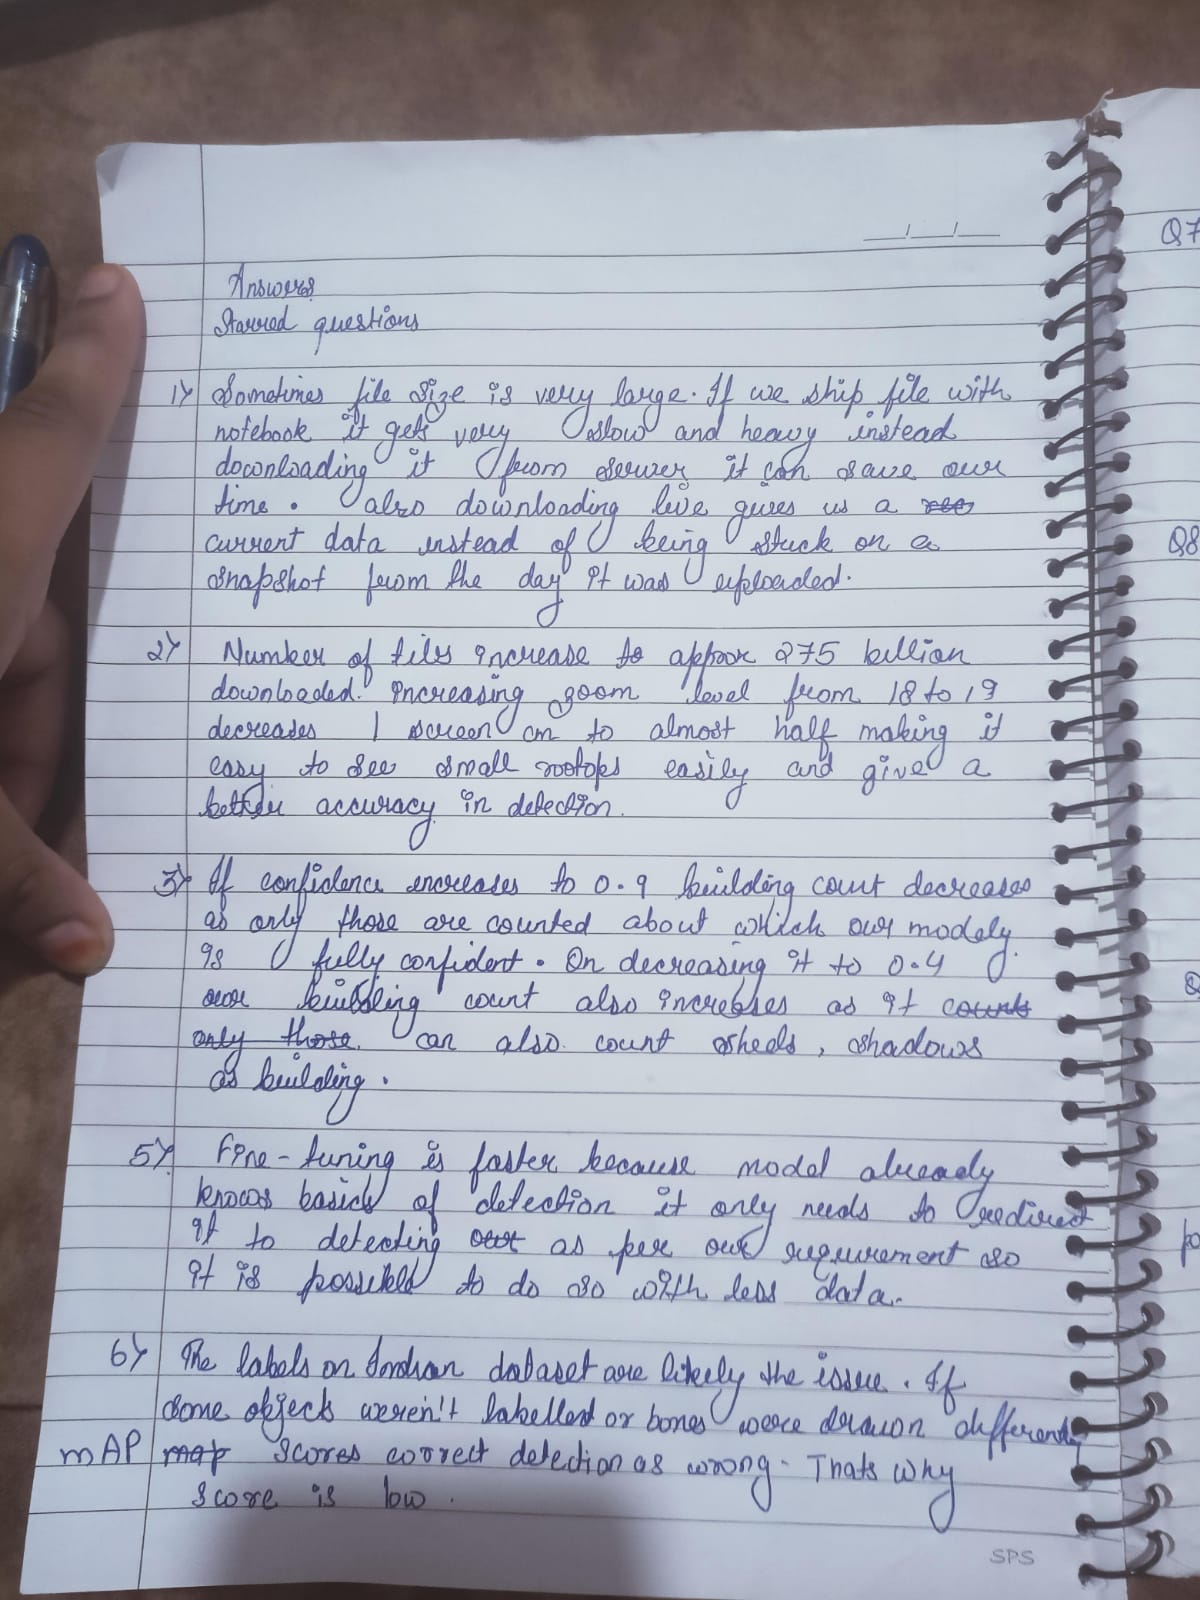 Answers
Starred questions
1) Sometimes file size is very large. If we ship file with
notebook it gets very slow and heavy instead
downloading it from server it can save our
time. also downloading live gives us a
current data instead of being stuck on a
snapshot from the day it was uploaded.
2) Number of tiles increase to approx 275 billion
downloaded. increasing zoom level from 18 to 19
decreases 1 screen cm to almost half making it
easy to see small rooftops easily and give a
better accuracy in detection.
3) If confidence increases to 0.9 building count decreases
as only those are counted about which our modely
is fully confident. On decreasing it to 0.4
our building count also increases as it counts
only those. can also count sheds, shadows
as building.
5) Fine-tuning is faster because model already
knows basics of detection it only needs to redirect
it to detecting out as per our requirement so
it is possible to do so with less data.
6) The labels on Indian dataset are likely the issue. If
some objects weren't labelled or boxes were drawn differently
mAP map scores correct detection as wrong. Thats why
score is low.
SPS
Q7
Q8
Q
po